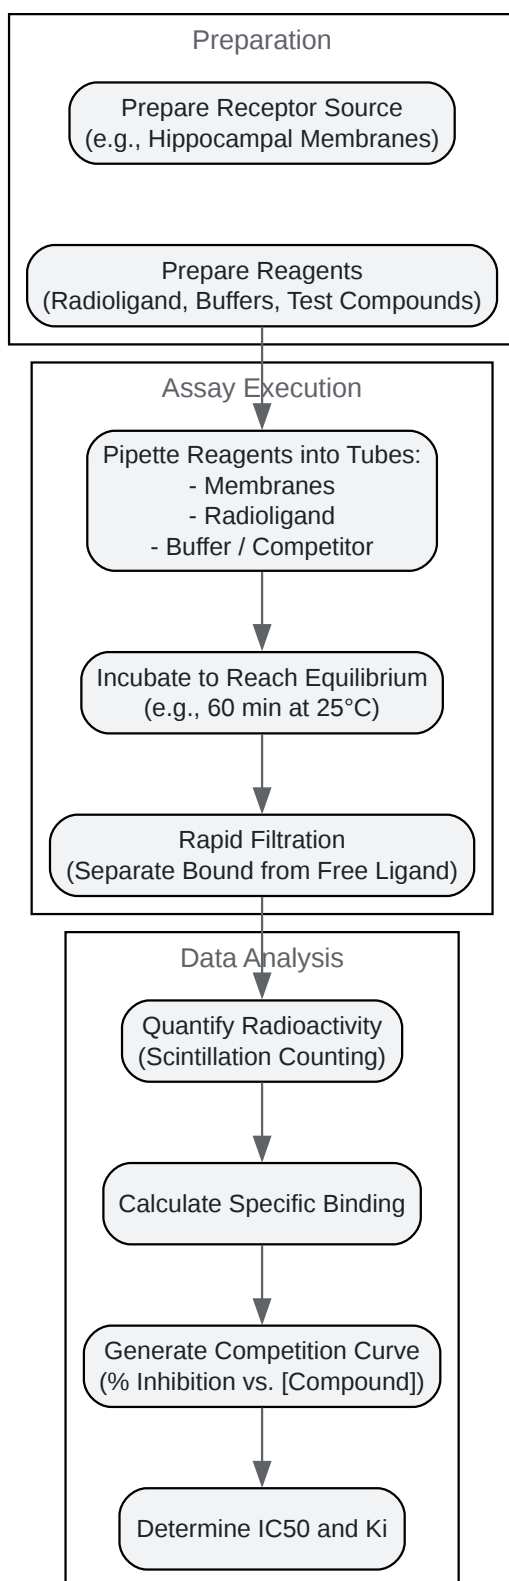 Preparation
Prepare Receptor Source
(e.g., Hippocampal Membranes)
Prepare Reagents
(Radioligand, Buffers, Test Compounds)
Assay Execution
Pipette Reagents into Tubes:
- Membranes
- Radioligand
- Buffer / Competitor
Incubate to Reach Equilibrium
(e.g., 60 min at 25°C)
Rapid Filtration
(Separate Bound from Free Ligand)
Data Analysis
Quantify Radioactivity
(Scintillation Counting)
Calculate Specific Binding
Generate Competition Curve
(% Inhibition vs. [Compound])
Determine IC50 and Ki